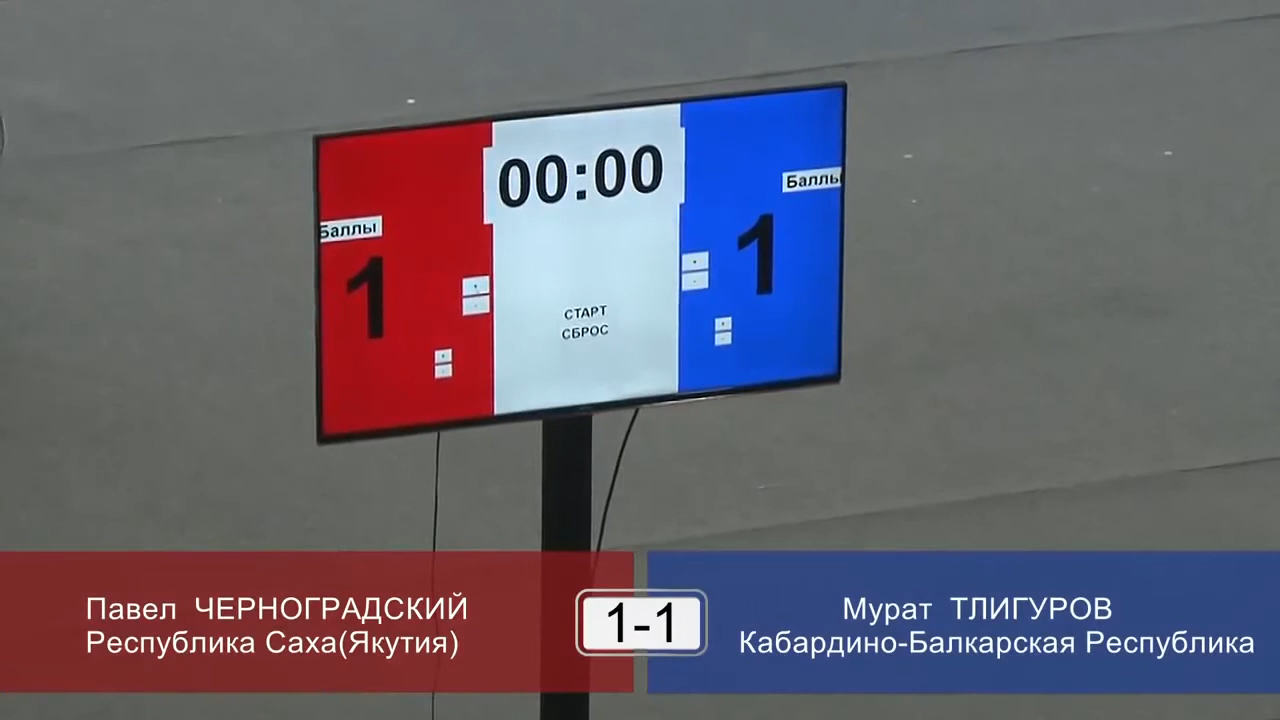 00:00
Баллы
Баллы
1
1
СТАРТ
СБРОС
Павел ЧЕРНОГРАДСКИЙ
Республика Саха(Якутия)
1-1
Мурат ТЛИГУРОВ
Кабардино-Балкарская Республика